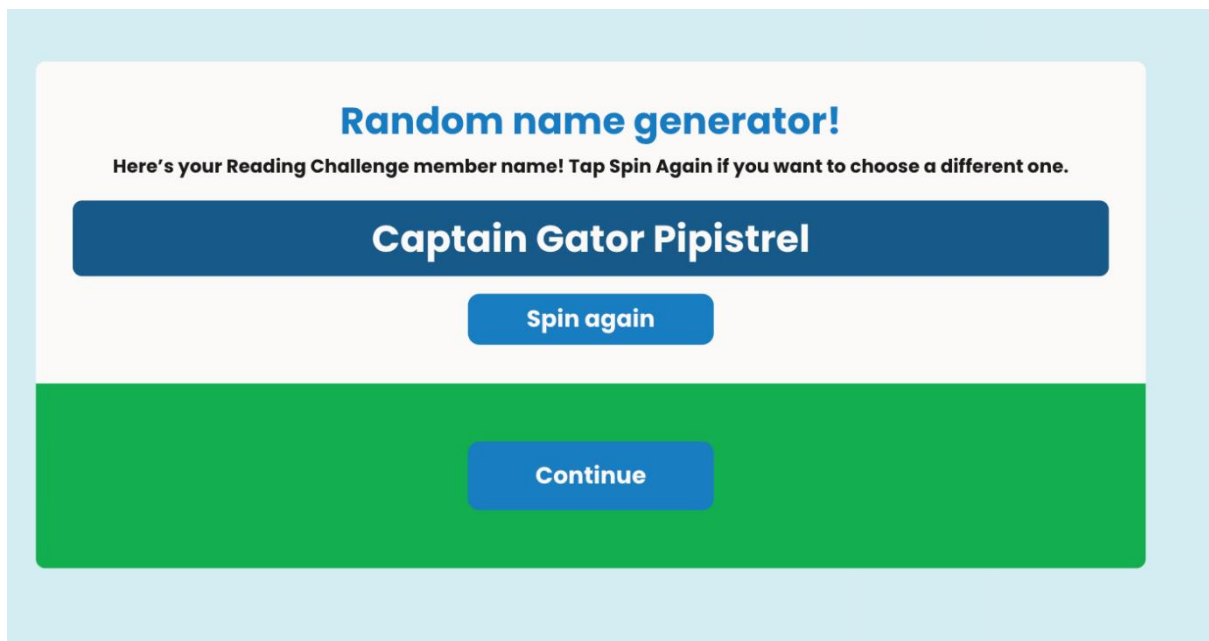 Random name generator!
Here’s your Reading Challenge member name! Tap Spin Again if you want to choose a different one.
Captain Gator Pipistrel
Spin again
Continue